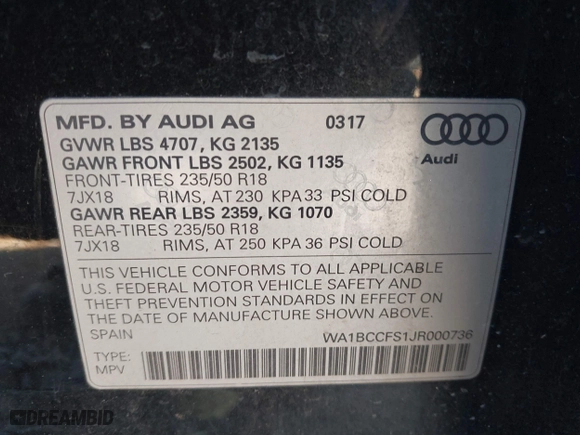 MFD. BY AUDI AG 0317
GVWR LBS 4707, KG 2135
GAWR FRONT LBS 2502, KG 1135 Audi
FRONT-TIRES 235/50 R18
7JX18 RIMS, AT 230 KPA 33 PSI COLD
GAWR REAR LBS 2359, KG 1070
REAR-TIRES 235/50 R18
7JX18 RIMS, AT 250 KPA 36 PSI COLD
THIS VEHICLE CONFORMS TO ALL APPLICABLE
U.S. FEDERAL MOTOR VEHICLE SAFETY AND
THEFT PREVENTION STANDARDS IN EFFECT ON
THE DATE OF MANUFACTURE SHOWN ABOVE.
SPAIN WA1BCCFS1JR000736
TYPE:
MPV
DREAMBID